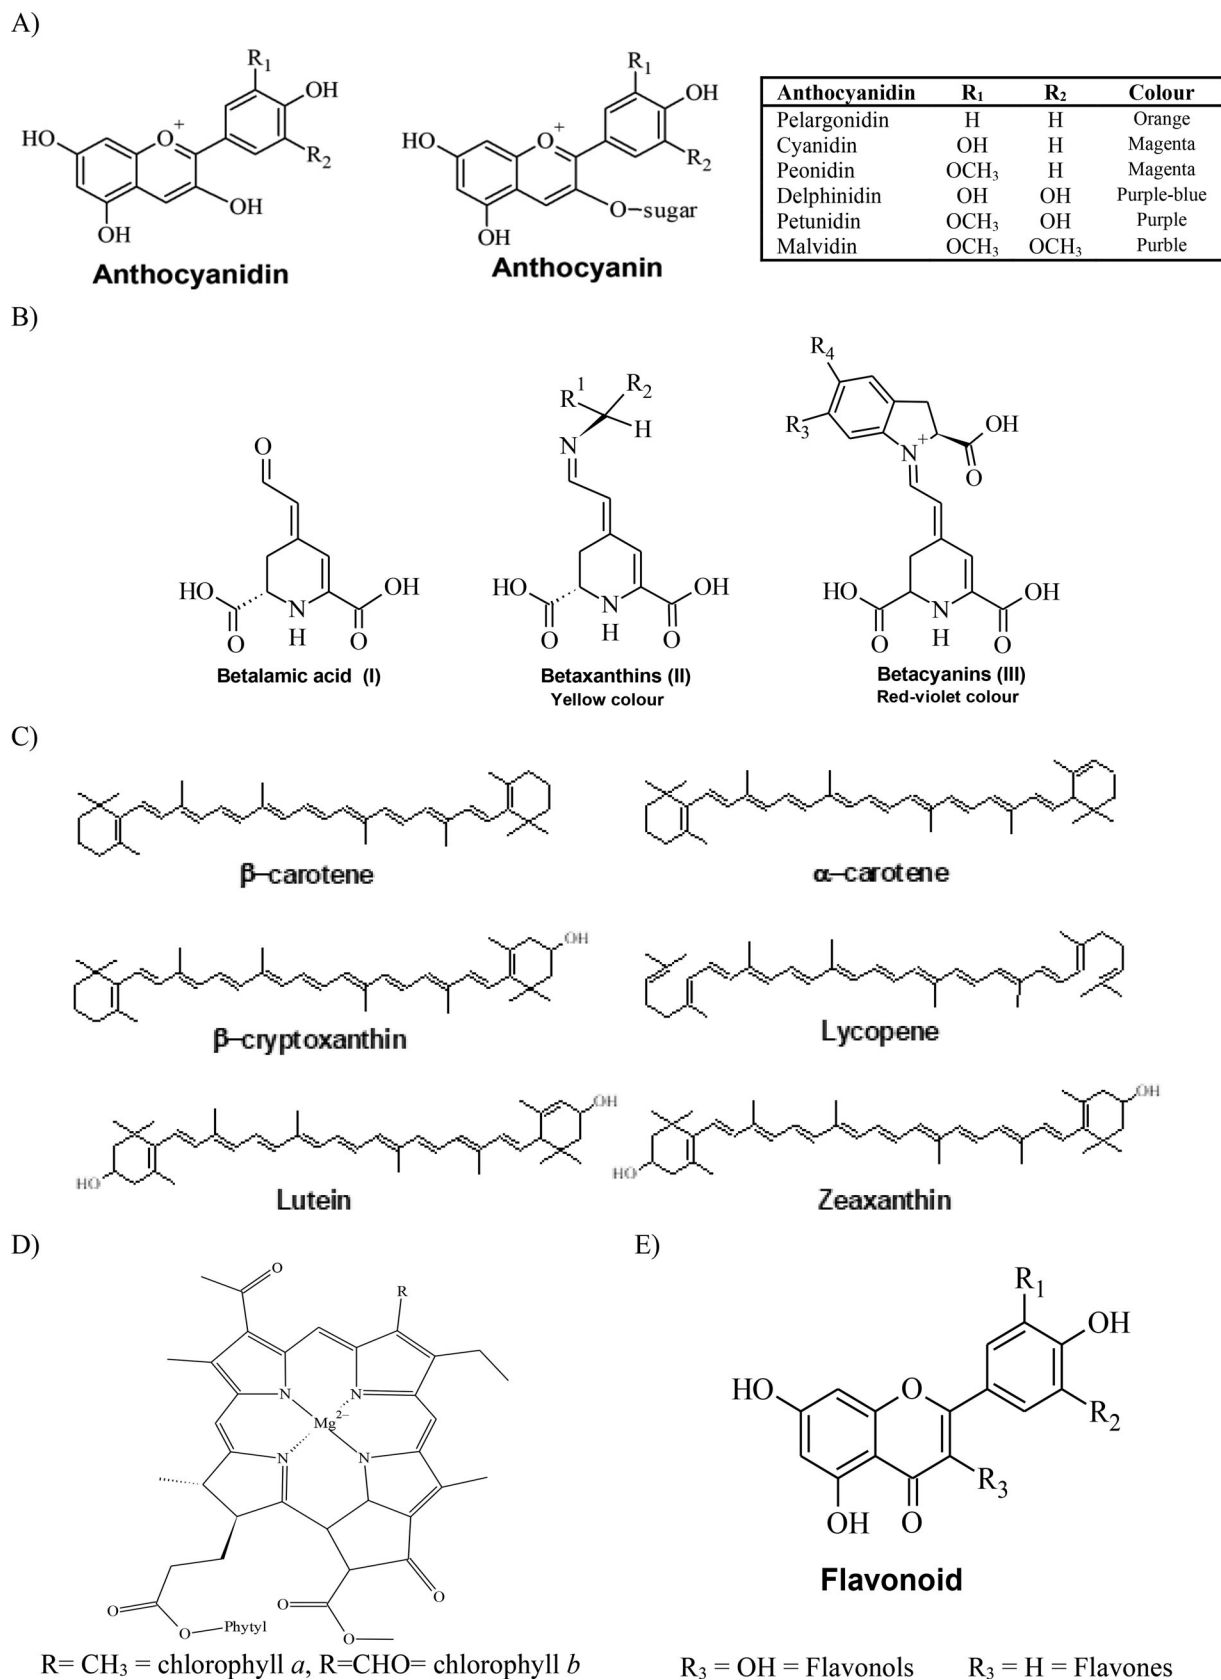 A)
R1
OH
HO
O+
R2
OH
OH
Anthocyanidin
R1
OH
HO
O+
R2
O-sugar
OH
Anthocyanin
Anthocyanidin R1 R2 Colour
Pelargonidin H H Orange
Cyanidin OH H Magenta
Peonidin OCH3 H Magenta
Delphinidin OH OH Purple-blue
Petunidin OCH3 OH Purple
Malvidin OCH3 OCH3 Purble
B)
O
HO
OH
O
N
H
O
Betalamic acid (I)
R1
R2
H
N
HO
OH
O
N
H
O
Betaxanthins (II)
Yellow colour
R4
R3
N+
OH
O
HO
OH
O
N
H
O
Betacyanins (III)
Red-violet colour
C)
β-carotene
α-carotene
OH
β-cryptoxanthin
Lycopene
OH
HO
Lutein
OH
HO
Zeaxanthin
D)
O
R
N
N
Mg2-
N
N
O
O
Phytyl
O
O
O
R= CH3 = chlorophyll a, R=CHO= chlorophyll b
E)
R1
OH
HO
O
R2
R3
OH
O
Flavonoid
R3 = OH = Flavonols R3 = H = Flavones